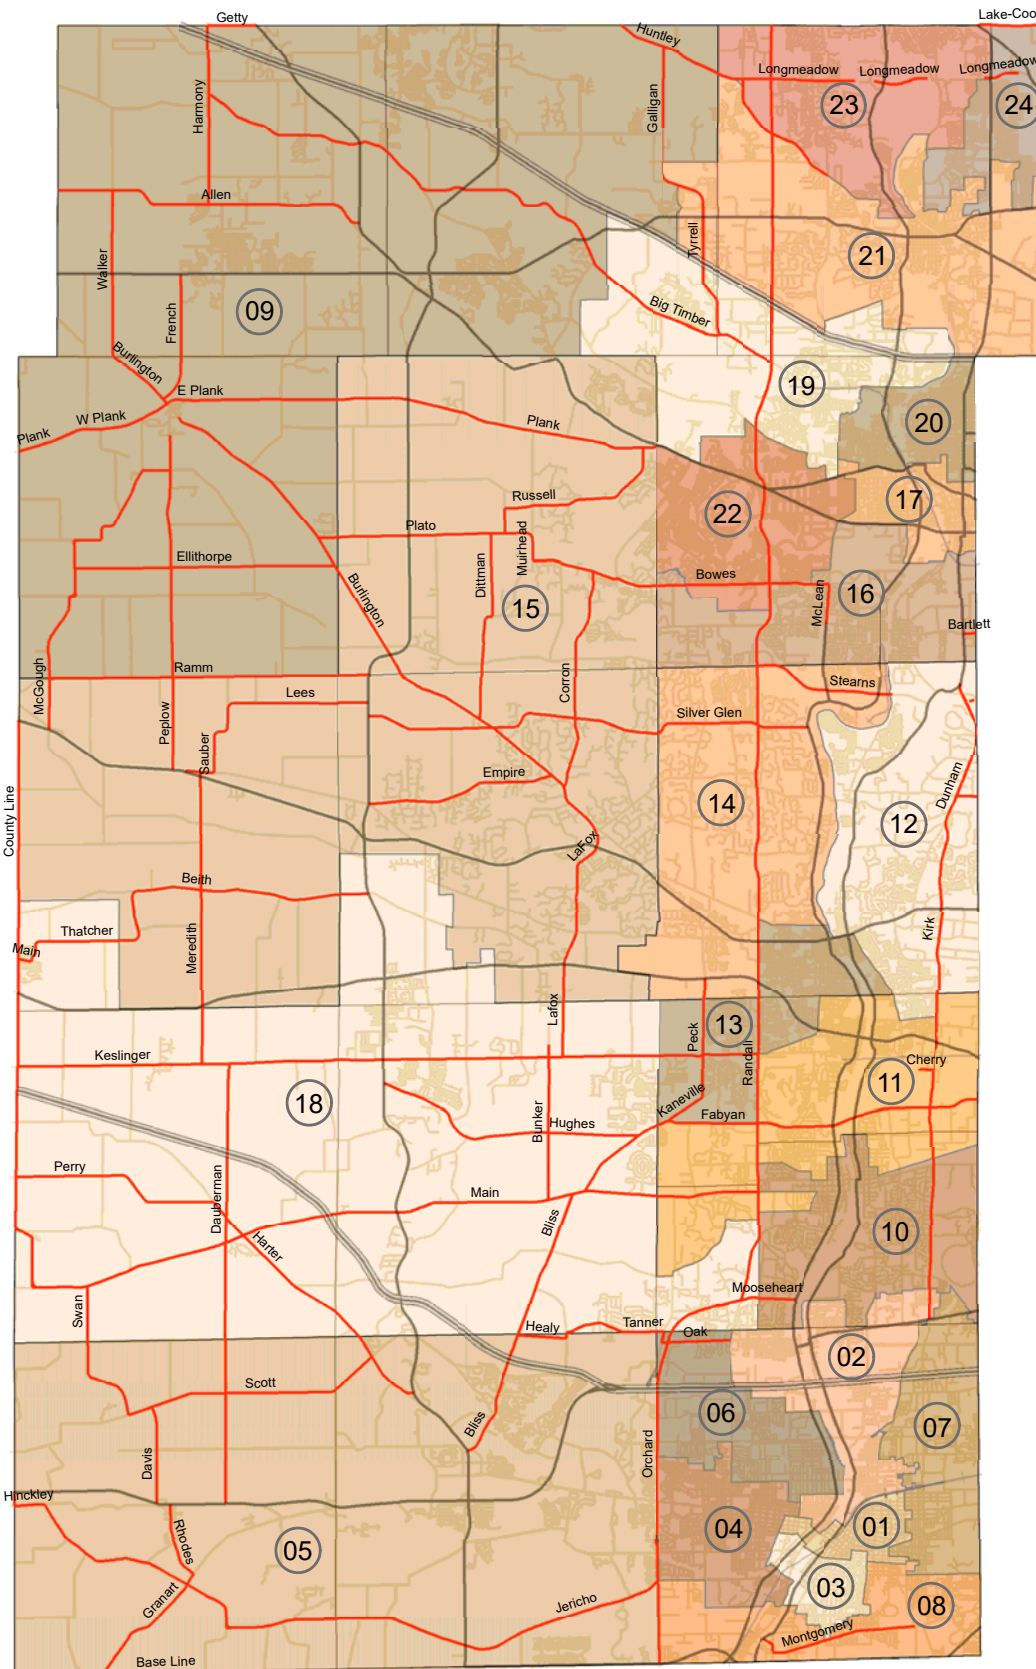 Getty
Lake-Coo
Huntley
Longmeadow
Longmeadow
Longmeadow
Harmony
Galligan
23
24
Allen
Walker
Tyrrell
21
French
09
Big Timber
Burlington
E Plank
19
W Plank
Plank
Plank
20
Russell
17
22
Plato
Muirhead
Ellithorpe
Dittman
Burlington
15
Bowes
McLean
16
Bartlett
McGough
Ramm
Lees
Corron
Stearns
Peplow
Sauber
Silver Glen
Empire
14
Dunham
12
County Line
LaFox
Beith
Thatcher
Main
Meredith
Kirk
Lafox
Peck
13
Randall
Keslinger
Cherry
11
18
Kaneville
Fabyan
Bunker
Hughes
Perry
Dauberman
Main
Bliss
10
Harter
Mooseheart
Swan
Healy
Tanner
Oak
02
Scott
06
07
Bliss
Davis
Orchard
Hinckley
Rhodes
04
01
05
03
Granart
Jericho
08
Montgomery
Base Line